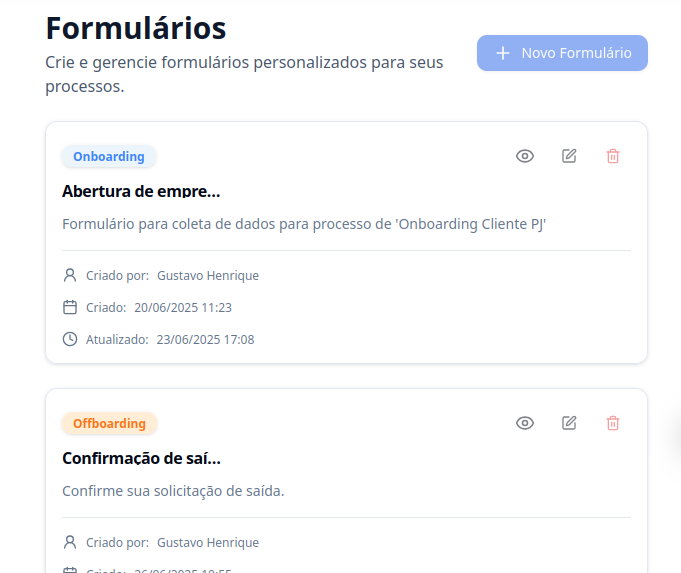 Formulários
Crie e gerencie formulários personalizados para seus
processos.
Novo Formulário
Onboarding
Abertura de empre...
Formulário para coleta de dados para processo de 'Onboarding Cliente PJ'
Criado por: Gustavo Henrique
Criado: 20/06/2025 11:23
Atualizado: 23/06/2025 17:08
Offboarding
Confirmação de saí...
Confirme sua solicitação de saída.
Criado por: Gustavo Henrique